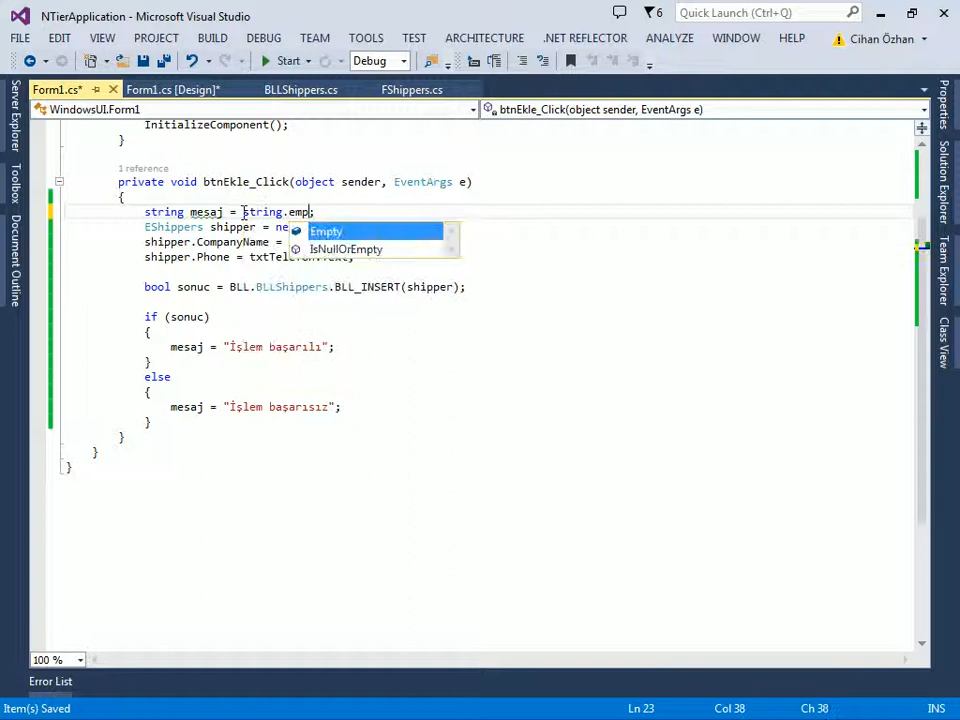 NTierApplication - Microsoft Visual Studio
6
Quick Launch (Ctrl+Q)
FILE EDIT VIEW PROJECT BUILD DEBUG TEAM TOOLS TEST ARCHITECTURE .NET REFLECTOR ANALYZE WINDOW HELP Cihan Özhan
Start Debug
Form1.cs* Form1.cs [Design]* BLLShippers.cs FShippers.cs
WindowsUI.Form1 btnEkle_Click(object sender, EventArgs e)
InitializeComponent();
}
1 reference
private void btnEkle_Click(object sender, EventArgs e)
{
string mesaj = string.emp;
EShippers shipper = ne
Empty
shipper.CompanyName =
IsNullOrEmpty
shipper.Phone = txtTelefon.Text;
bool sonuc = BLL.BLLShippers.BLL_INSERT(shipper);
if (sonuc)
{
mesaj = "İşlem başarılı";
}
else
{
mesaj = "İşlem başarısız";
}
}
}
}
Server Explorer
Toolbox
Document Outline
Properties
Solution Explorer
Team Explorer
Class View
100 %
Error List
Item(s) Saved Ln 23 Col 38 Ch 38 INS